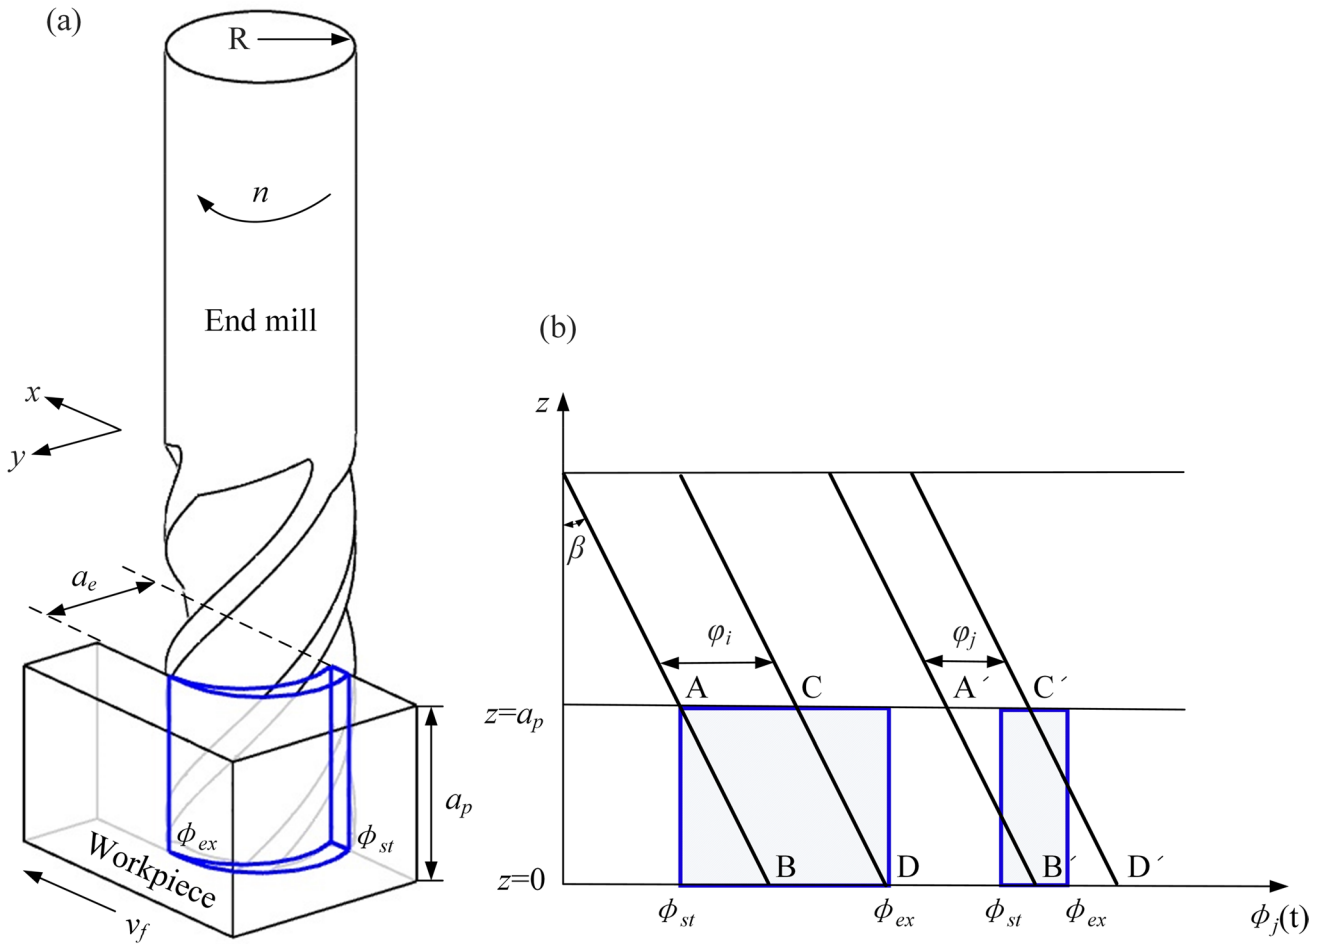 (a)
R
n
End mill
x
y
a_e
ϕ_ex
ϕ_st
a_p
Workpiece
v_f
(b)
z
β
φ_i
φ_j
A
C
A´
C´
z=a_p
B
D
B´
D´
z=0
ϕ_st
ϕ_ex
ϕ_st
ϕ_ex
ϕ_j(t)